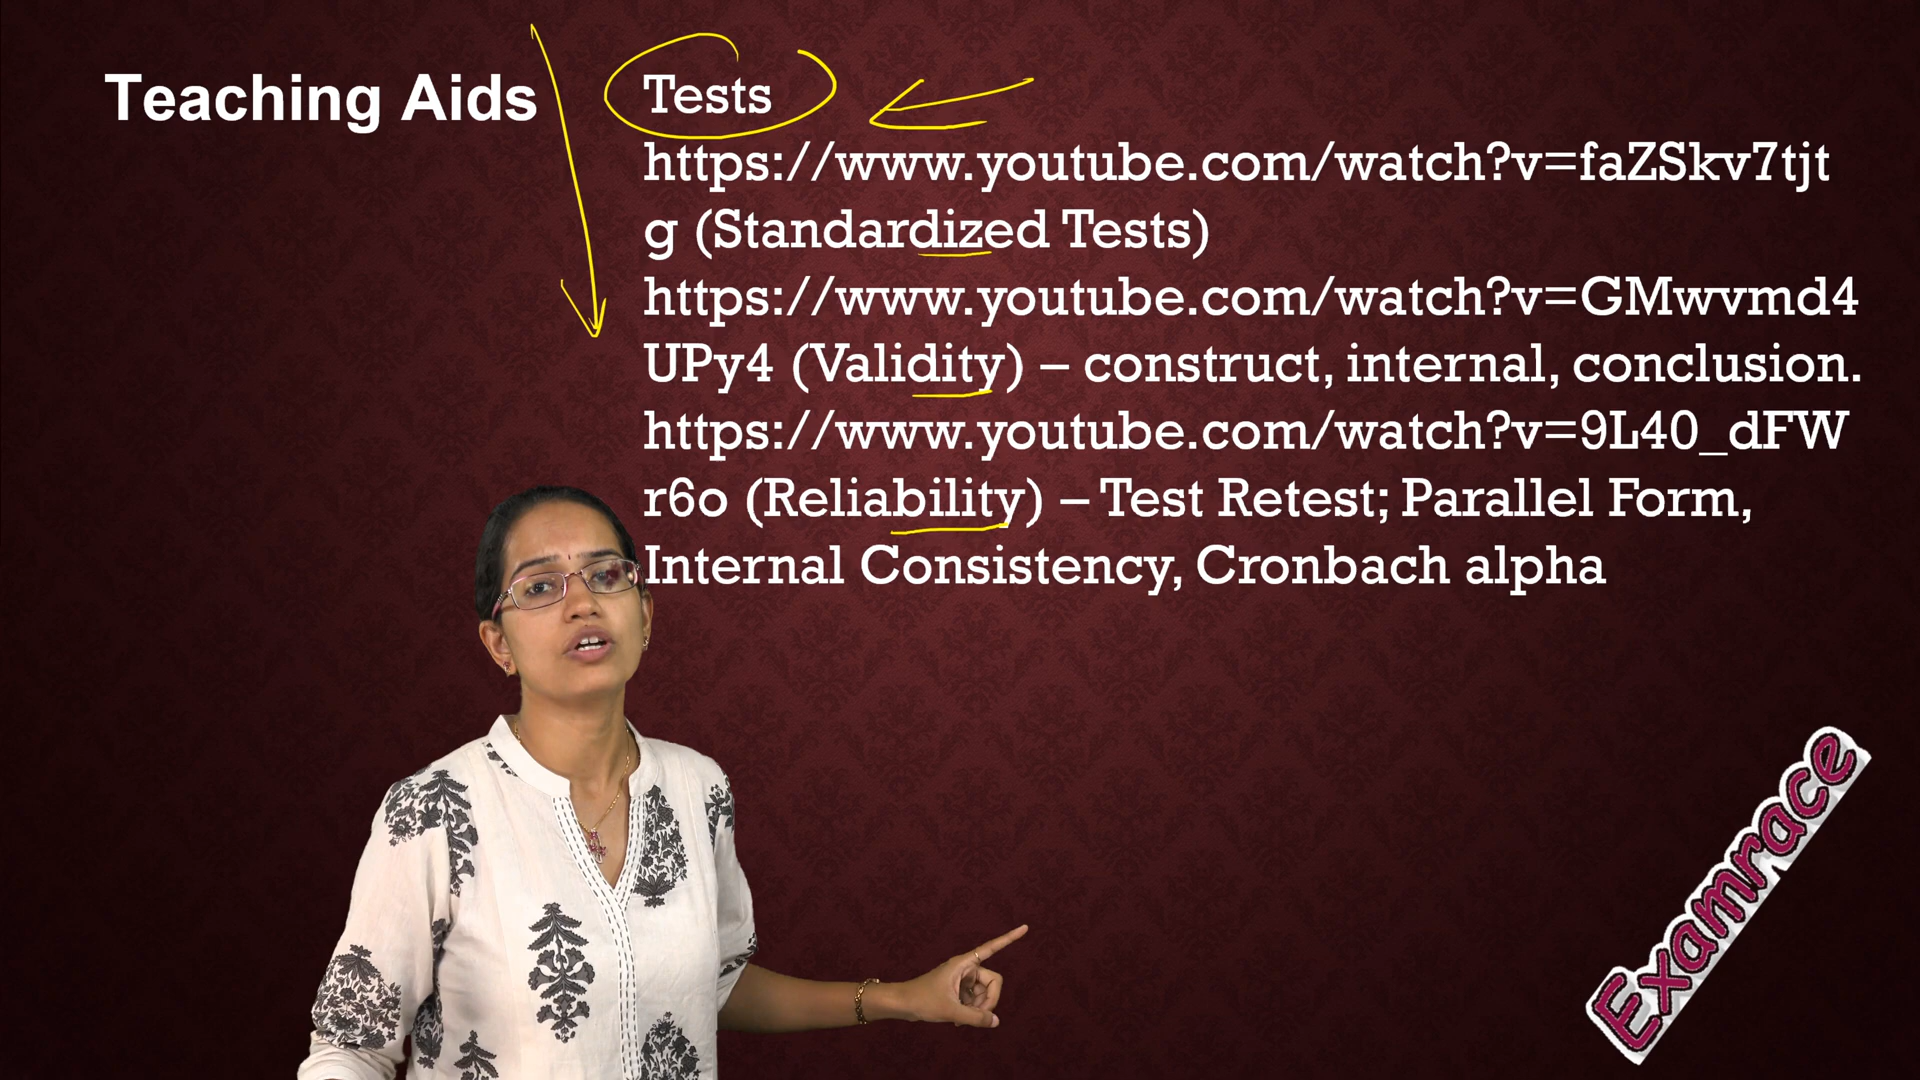 Teaching Aids
Tests
https://www.youtube.com/watch?v=faZSkv7tjt
g (Standardized Tests)
https://www.youtube.com/watch?v=GMwvmd4
UPy4 (Validity) – construct, internal, conclusion.
https://www.youtube.com/watch?v=9L40_dFW
r6o (Reliability) – Test Retest; Parallel Form,
Internal Consistency, Cronbach alpha
Examrace